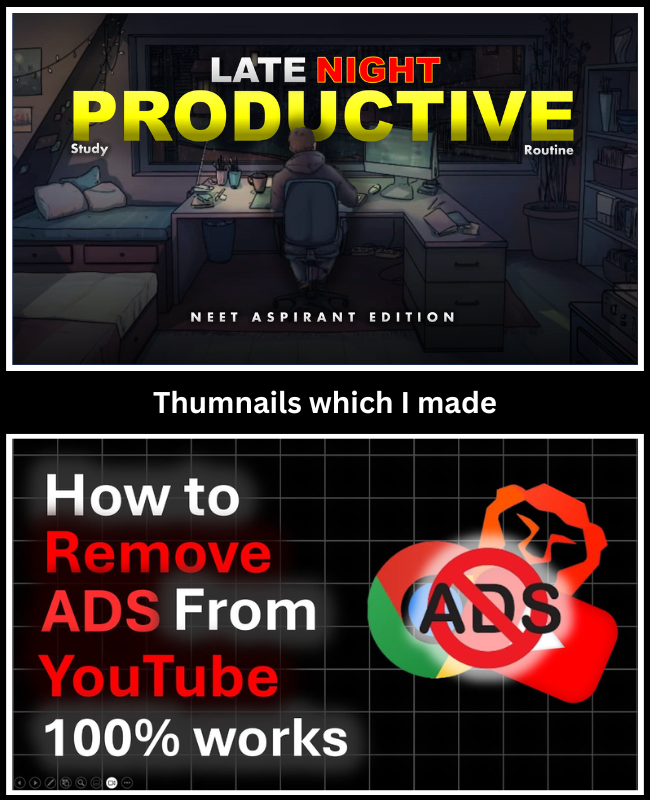 LATE NIGHT
PRODUCTIVE
Study Routine
NEET ASPIRANT EDITION
Thumnails which I made
How to
Remove
ADS From
YouTube
100% works
ADS